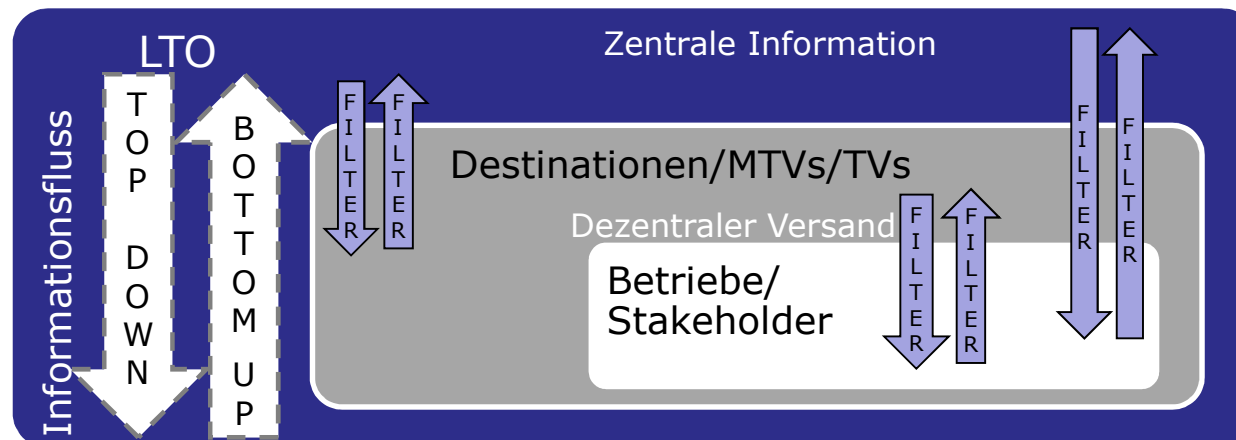 LTO
Zentrale Information
Informationsfluss
TOP DOWN
BOTTOM UP
FILTER
FILTER
FILTER
FILTER
Destinationen/MTVs/TVs
Dezentraler Versand
FILTER
FILTER
Betriebe/
Stakeholder